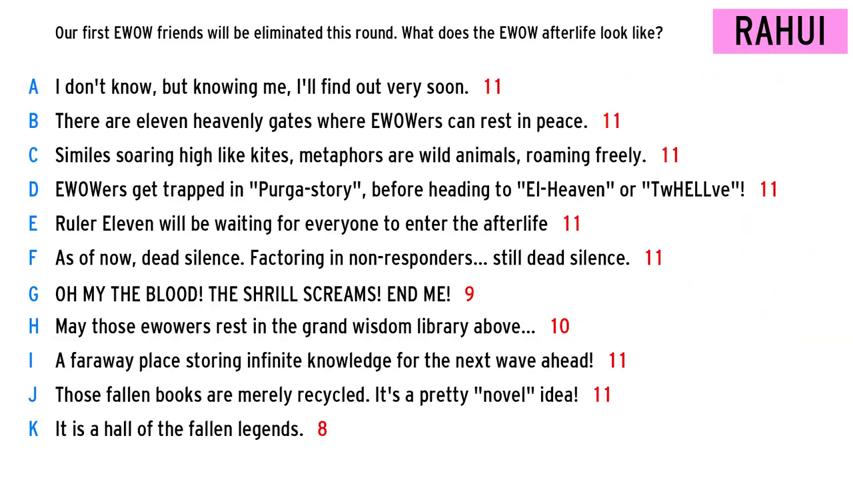 Our first EWOW friends will be eliminated this round. What does the EWOW afterlife look like?
RAHUI
A I don't know, but knowing me, I'll find out very soon. 11
B There are eleven heavenly gates where EWOWers can rest in peace. 11
C Similes soaring high like kites, metaphors are wild animals, roaming freely. 11
D EWOWers get trapped in "Purga-story", before heading to "El-Heaven" or "TwHELLve"! 11
E Ruler Eleven will be waiting for everyone to enter the afterlife 11
F As of now, dead silence. Factoring in non-responders... still dead silence. 11
G OH MY THE BLOOD! THE SHRILL SCREAMS! END ME! 9
H May those ewowers rest in the grand wisdom library above... 10
I A faraway place storing infinite knowledge for the next wave ahead! 11
J Those fallen books are merely recycled. It's a pretty "novel" idea! 11
K It is a hall of the fallen legends. 8